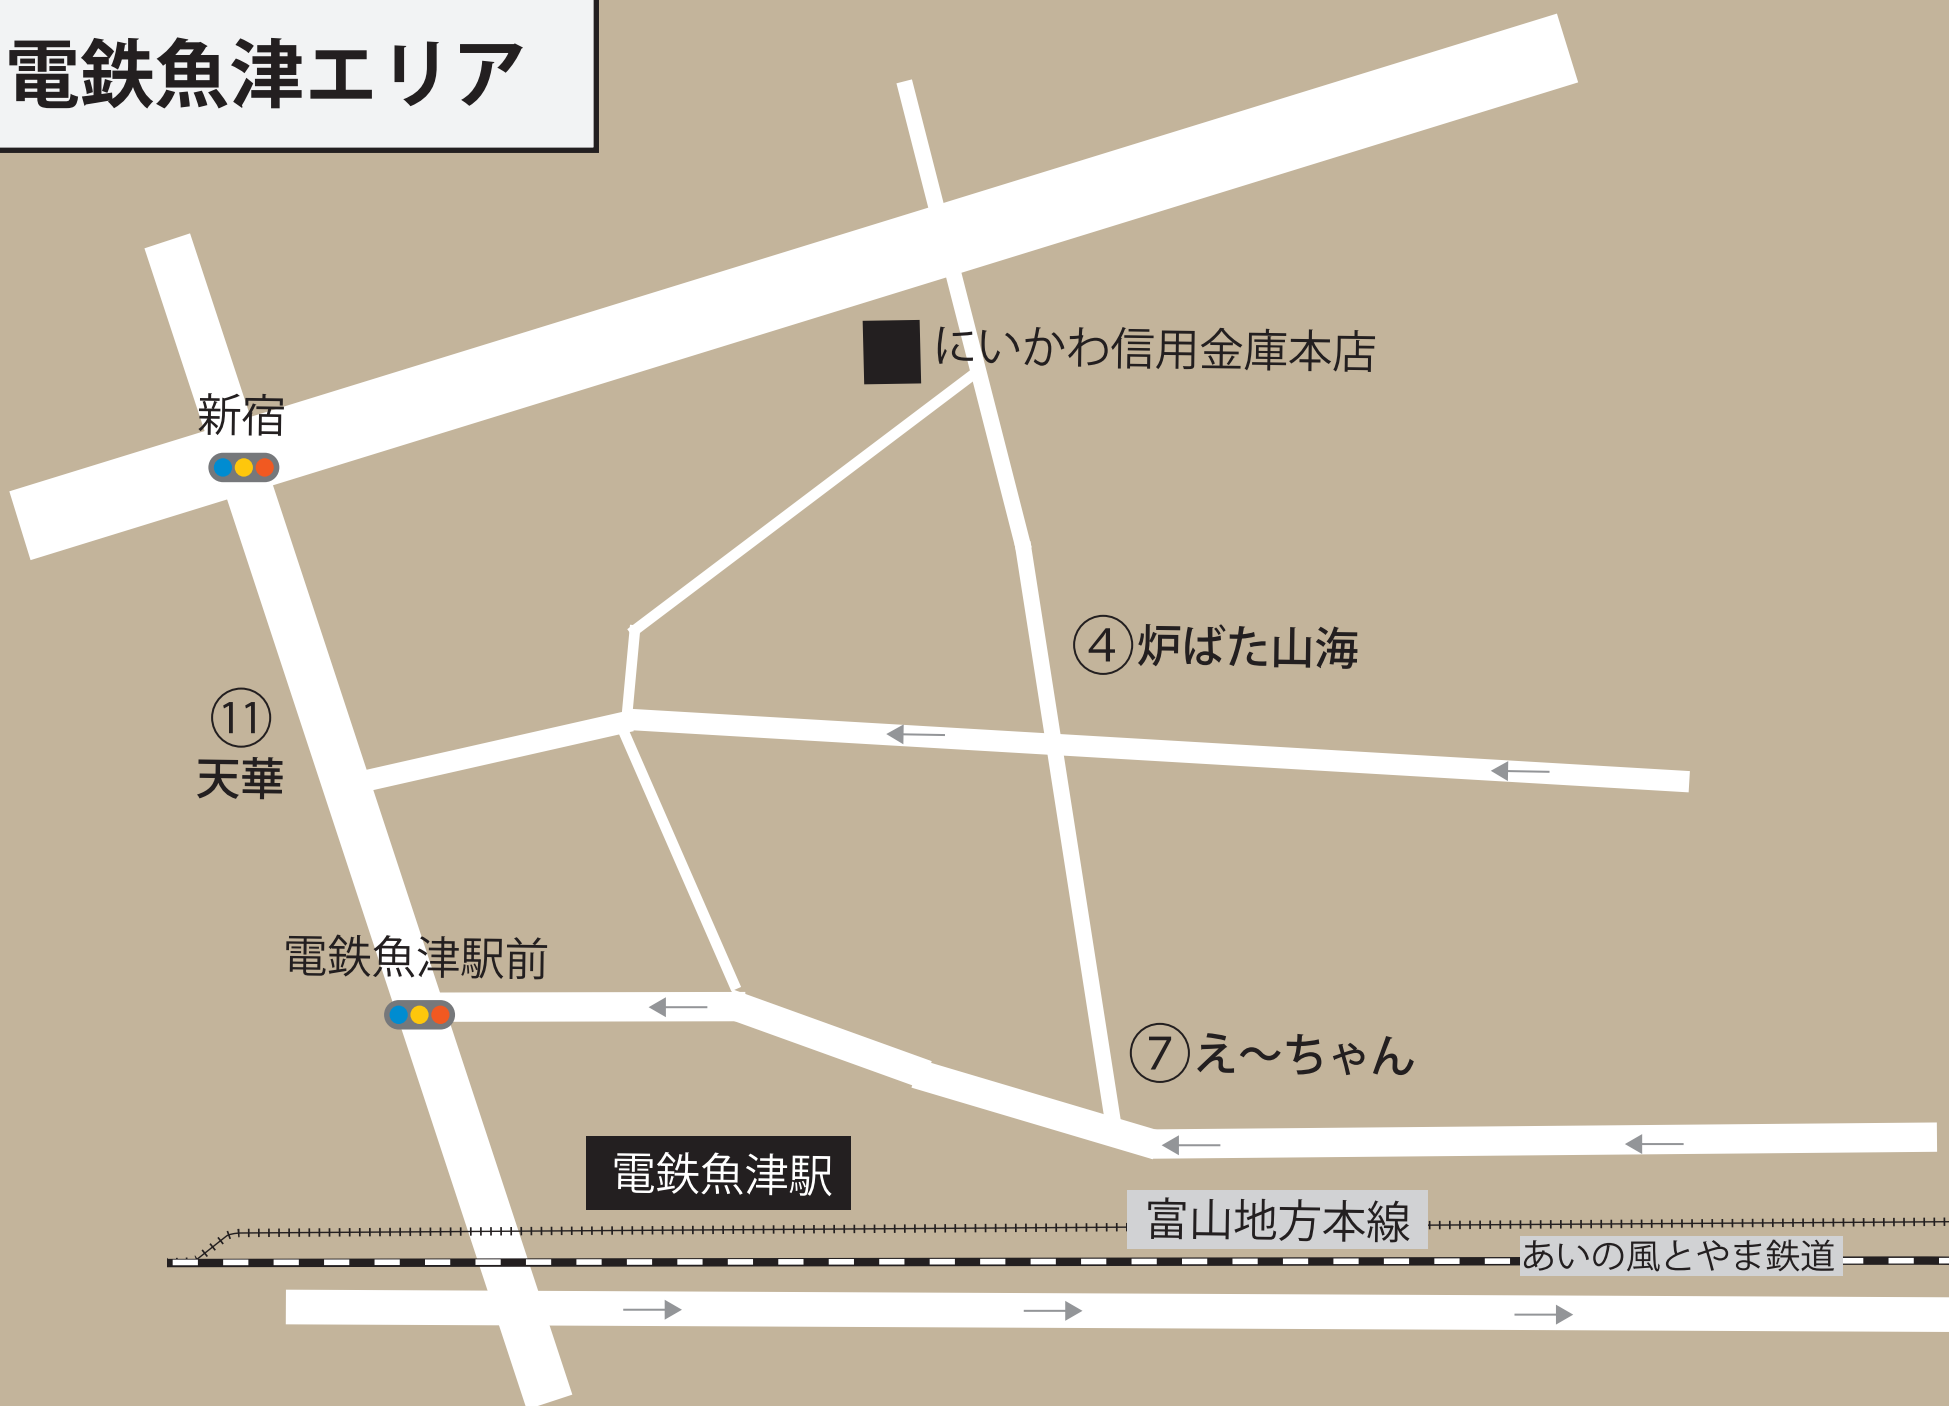 電鉄魚津エリア
にいかわ信用金庫本店
新宿
④炉ばた山海
⑪
天華
電鉄魚津駅前
⑦え〜ちゃん
電鉄魚津駅
富山地方本線
あいの風とやま鉄道